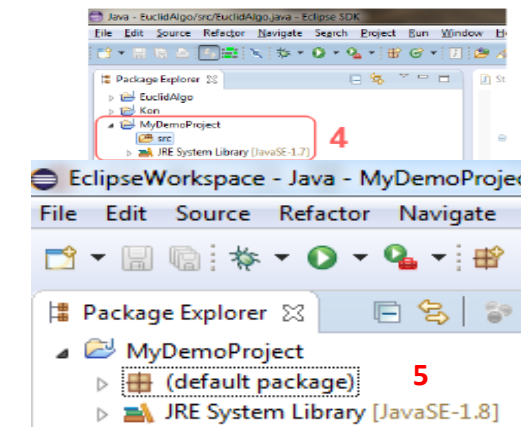 Java - EuclidAlgo/src/EuclidAlgo.java - Eclipse SDK
File Edit Source Refactor Navigate Search Project Run Window H
Package Explorer
St
EuclidAlgo
Kon
MyDemoProject
src
4
JRE System Library [JavaSE-1.7]
EclipseWorkspace - Java - MyDemoProjec
File Edit Source Refactor Navigate
Package Explorer
MyDemoProject
(default package) 5
JRE System Library [JavaSE-1.8]